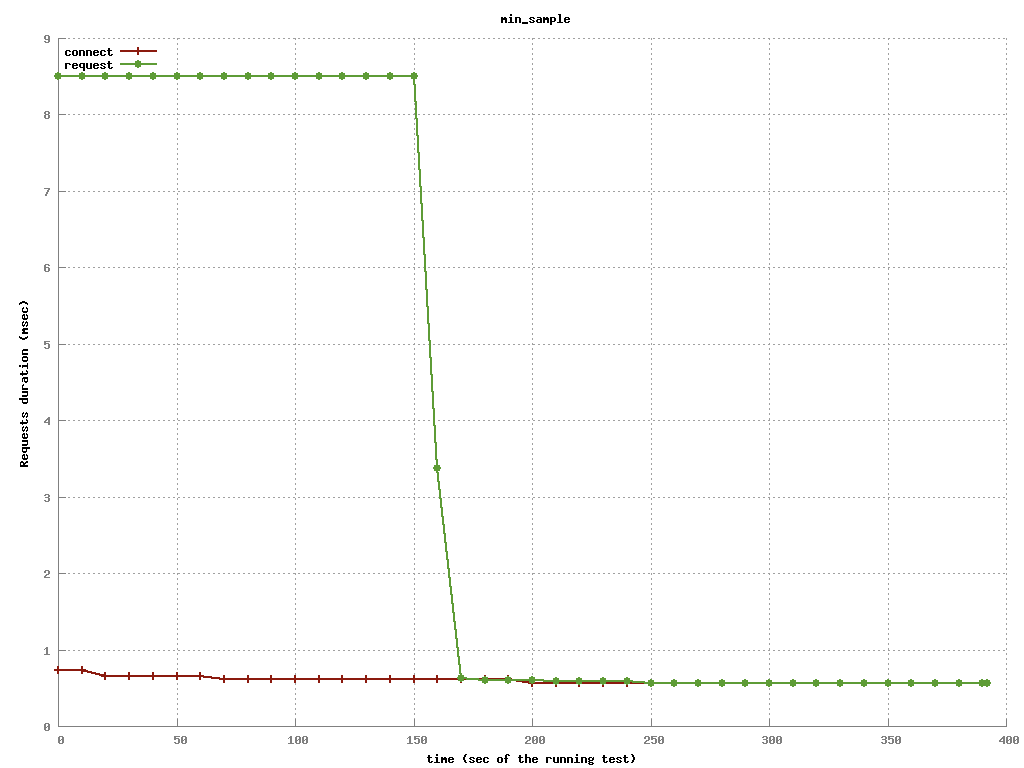 min_sample
9
connect
request
8
7
6
5
4
3
2
1
0
Requests duration (msec)
0 50 100 150 200 250 300 350 400
time (sec of the running test)